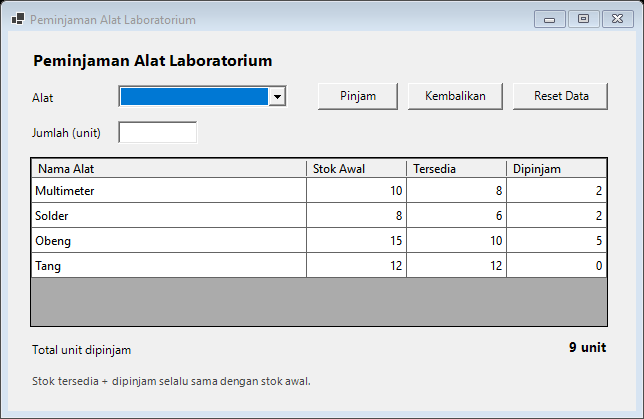 Peminjaman Alat Laboratorium
Peminjaman Alat Laboratorium
Alat Pinjam Kembalikan Reset Data
Jumlah (unit)
Nama Alat Stok Awal Tersedia Dipinjam
Multimeter 10 8 2
Solder 8 6 2
Obeng 15 10 5
Tang 12 12 0
Total unit dipinjam 9 unit
Stok tersedia + dipinjam selalu sama dengan stok awal.